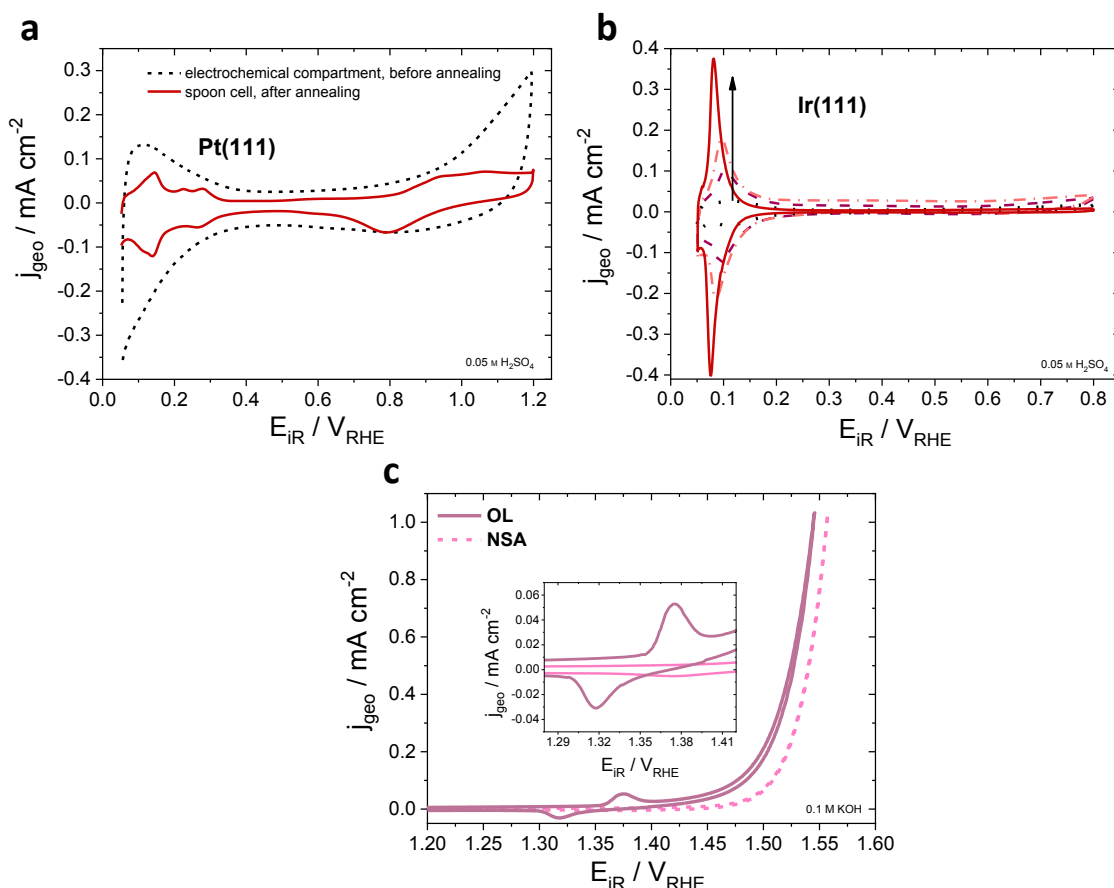 a
electrochemical compartment, before annealing
spoon cell, after annealing
Pt(111)
0.3
0.2
0.1
0.0
-0.1
-0.2
-0.3
-0.4
j_geo / mA cm⁻²
0.05 M H₂SO₄
0.0 0.2 0.4 0.6 0.8 1.0 1.2
E_iR / V_RHE
b
Ir(111)
0.4
0.3
0.2
0.1
0.0
-0.1
-0.2
-0.3
-0.4
j_geo / mA cm⁻²
0.05 M H₂SO₄
0.0 0.1 0.2 0.3 0.4 0.5 0.6 0.7 0.8
E_iR / V_RHE
c
OL
NSA
1.0
0.8
0.6
0.4
0.2
0.0
j_geo / mA cm⁻²
0.06
0.04
0.02
0.00
-0.02
-0.04
j_geo / mA cm⁻²
1.29 1.32 1.35 1.38 1.41
E_iR / V_RHE
0.1 M KOH
1.20 1.25 1.30 1.35 1.40 1.45 1.50 1.55 1.60
E_iR / V_RHE